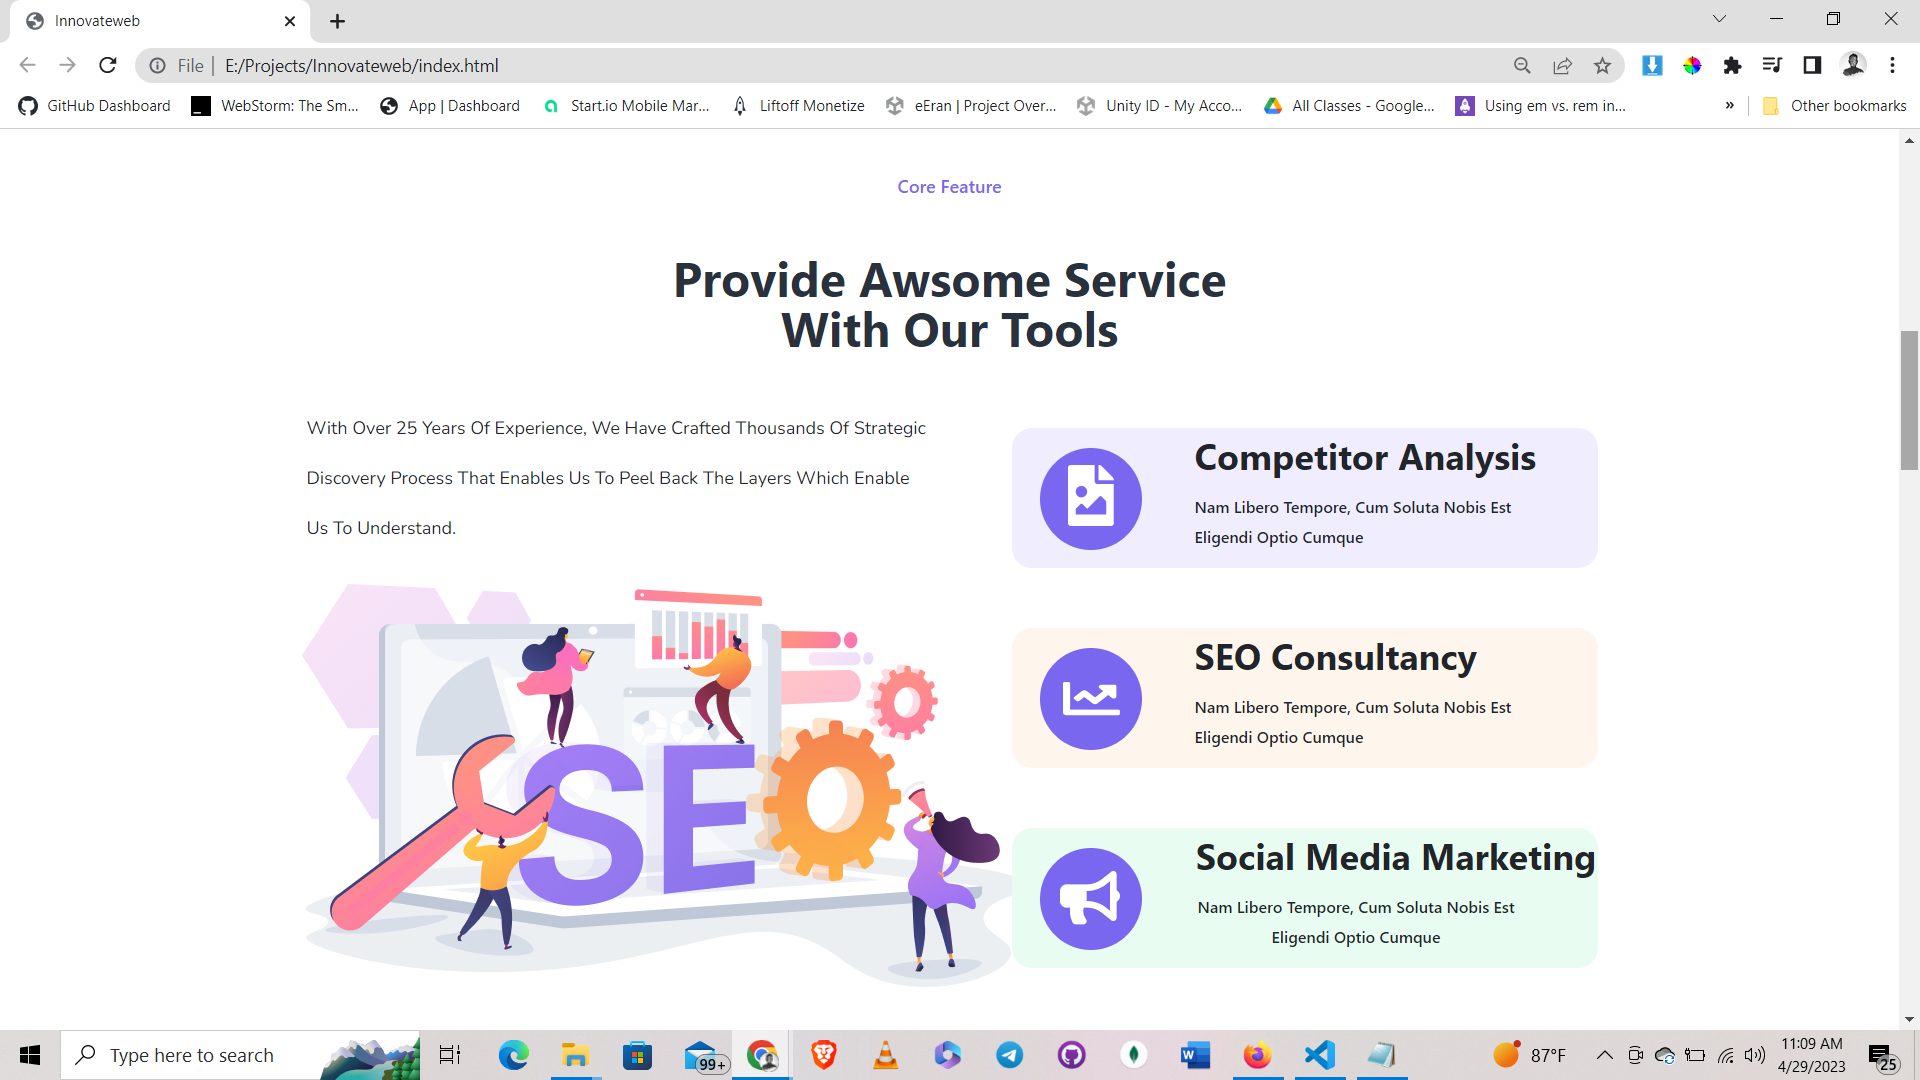 Innovateweb
File | E:/Projects/Innovateweb/index.html
GitHub Dashboard WebStorm: The Sm... App | Dashboard Start.io Mobile Mar... Liftoff Monetize eEran | Project Over... Unity ID - My Acco... All Classes - Google... Using em vs. rem in... » Other bookmarks
Core Feature
Provide Awsome Service
With Our Tools
With Over 25 Years Of Experience, We Have Crafted Thousands Of Strategic
Discovery Process That Enables Us To Peel Back The Layers Which Enable
Us To Understand.
SEO
Competitor Analysis
Nam Libero Tempore, Cum Soluta Nobis Est
Eligendi Optio Cumque
SEO Consultancy
Nam Libero Tempore, Cum Soluta Nobis Est
Eligendi Optio Cumque
Social Media Marketing
Nam Libero Tempore, Cum Soluta Nobis Est
Eligendi Optio Cumque
Type here to search
99+
W
87°F
11:09 AM
4/29/2023
25